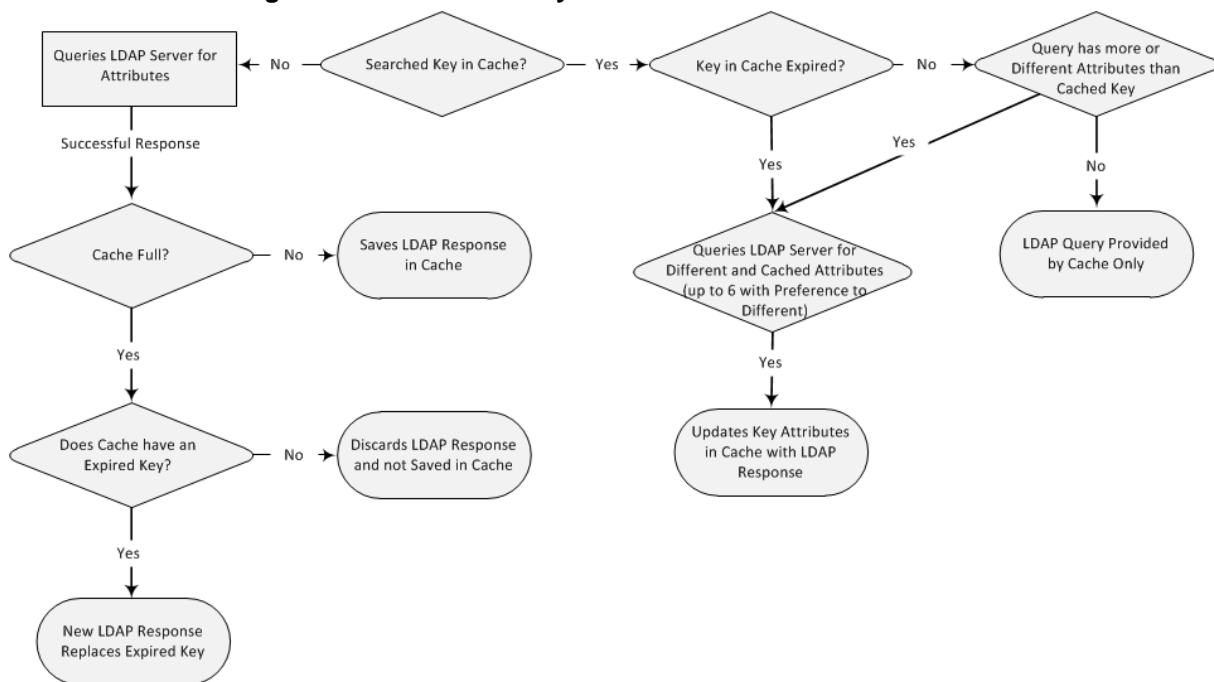 Queries LDAP Server for
Attributes
No
Searched Key in Cache?
Yes
Key in Cache Expired?
No
Query has more or
Different Attributes than
Cached Key
Successful Response
Yes
Yes
No
Cache Full?
No
Saves LDAP Response
in Cache
Queries LDAP Server for
Different and Cached Attributes
(up to 6 with Preference to
Different)
LDAP Query Provided
by Cache Only
Yes
Yes
Does Cache have an
Expired Key?
No
Discards LDAP Response
and not Saved in Cache
Updates Key Attributes
in Cache with LDAP
Response
Yes
New LDAP Response
Replaces Expired Key